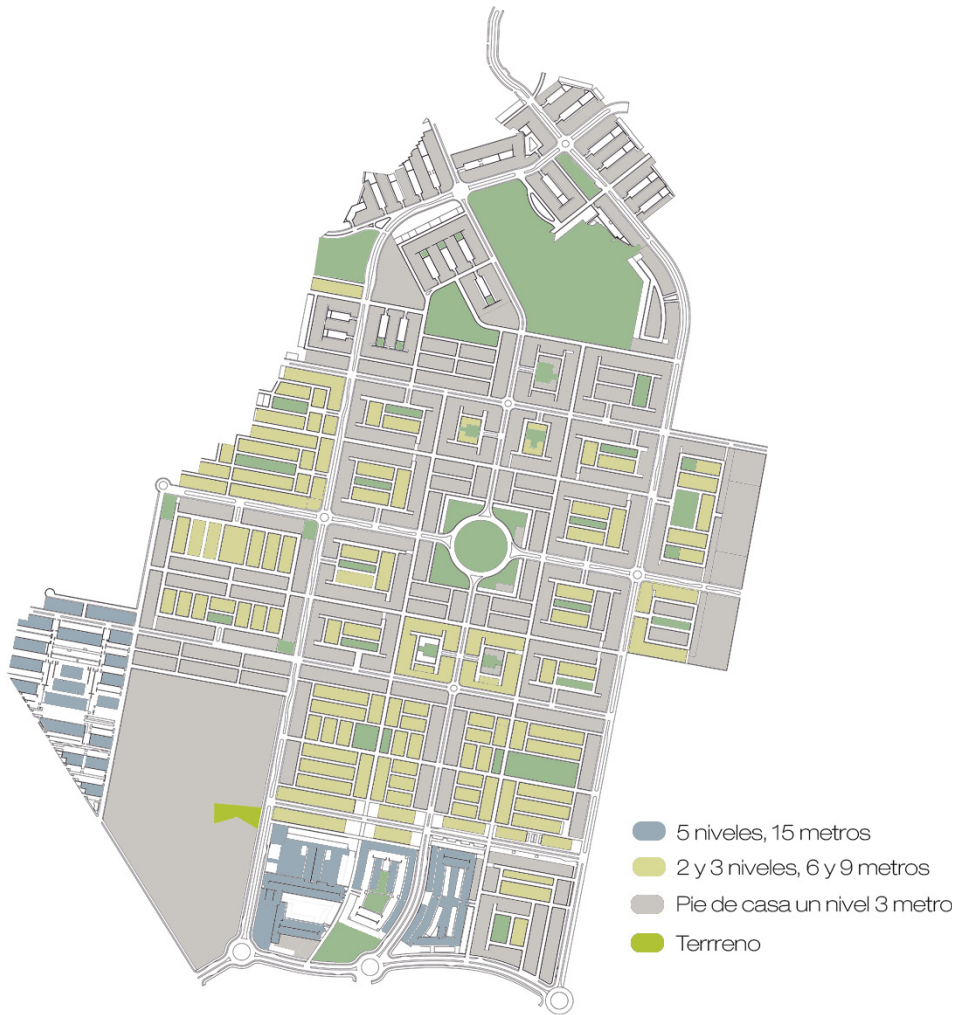 5 niveles, 15 metros
2 y 3 niveles, 6 y 9 metros
Pie de casa un nivel 3 metro
Terrreno